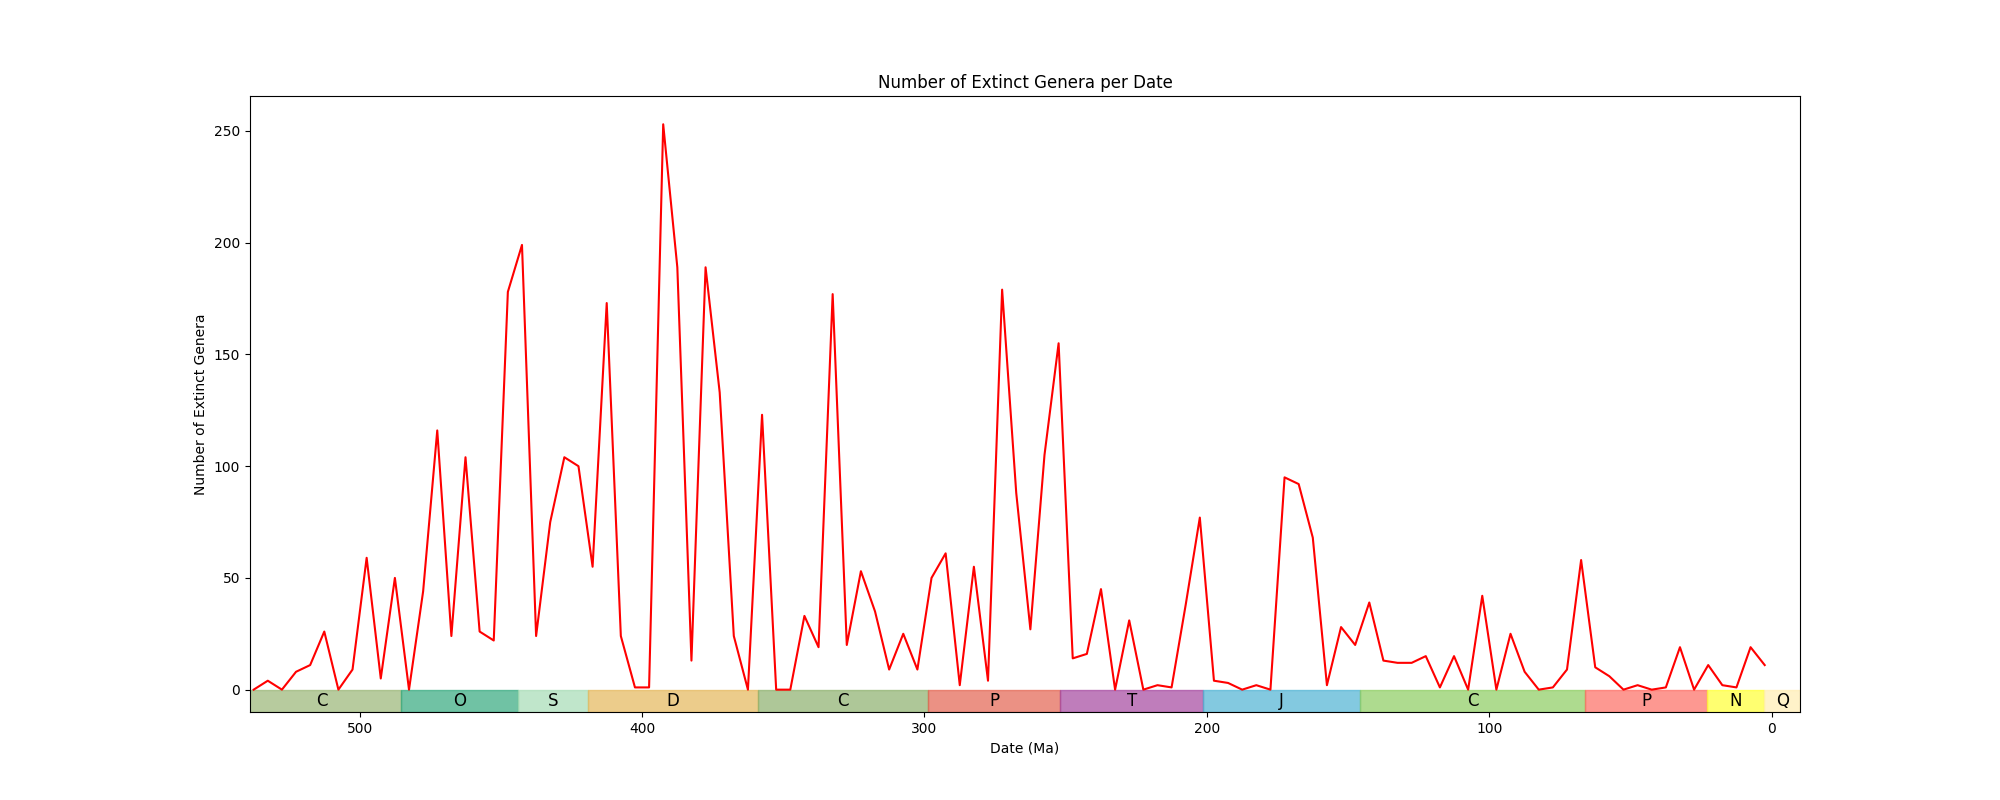 Number of Extinct Genera per Date
Number of Extinct Genera
250
200
150
100
50
0
C O S D C P T J C P N Q
500 400 300 200 100 0
Date (Ma)